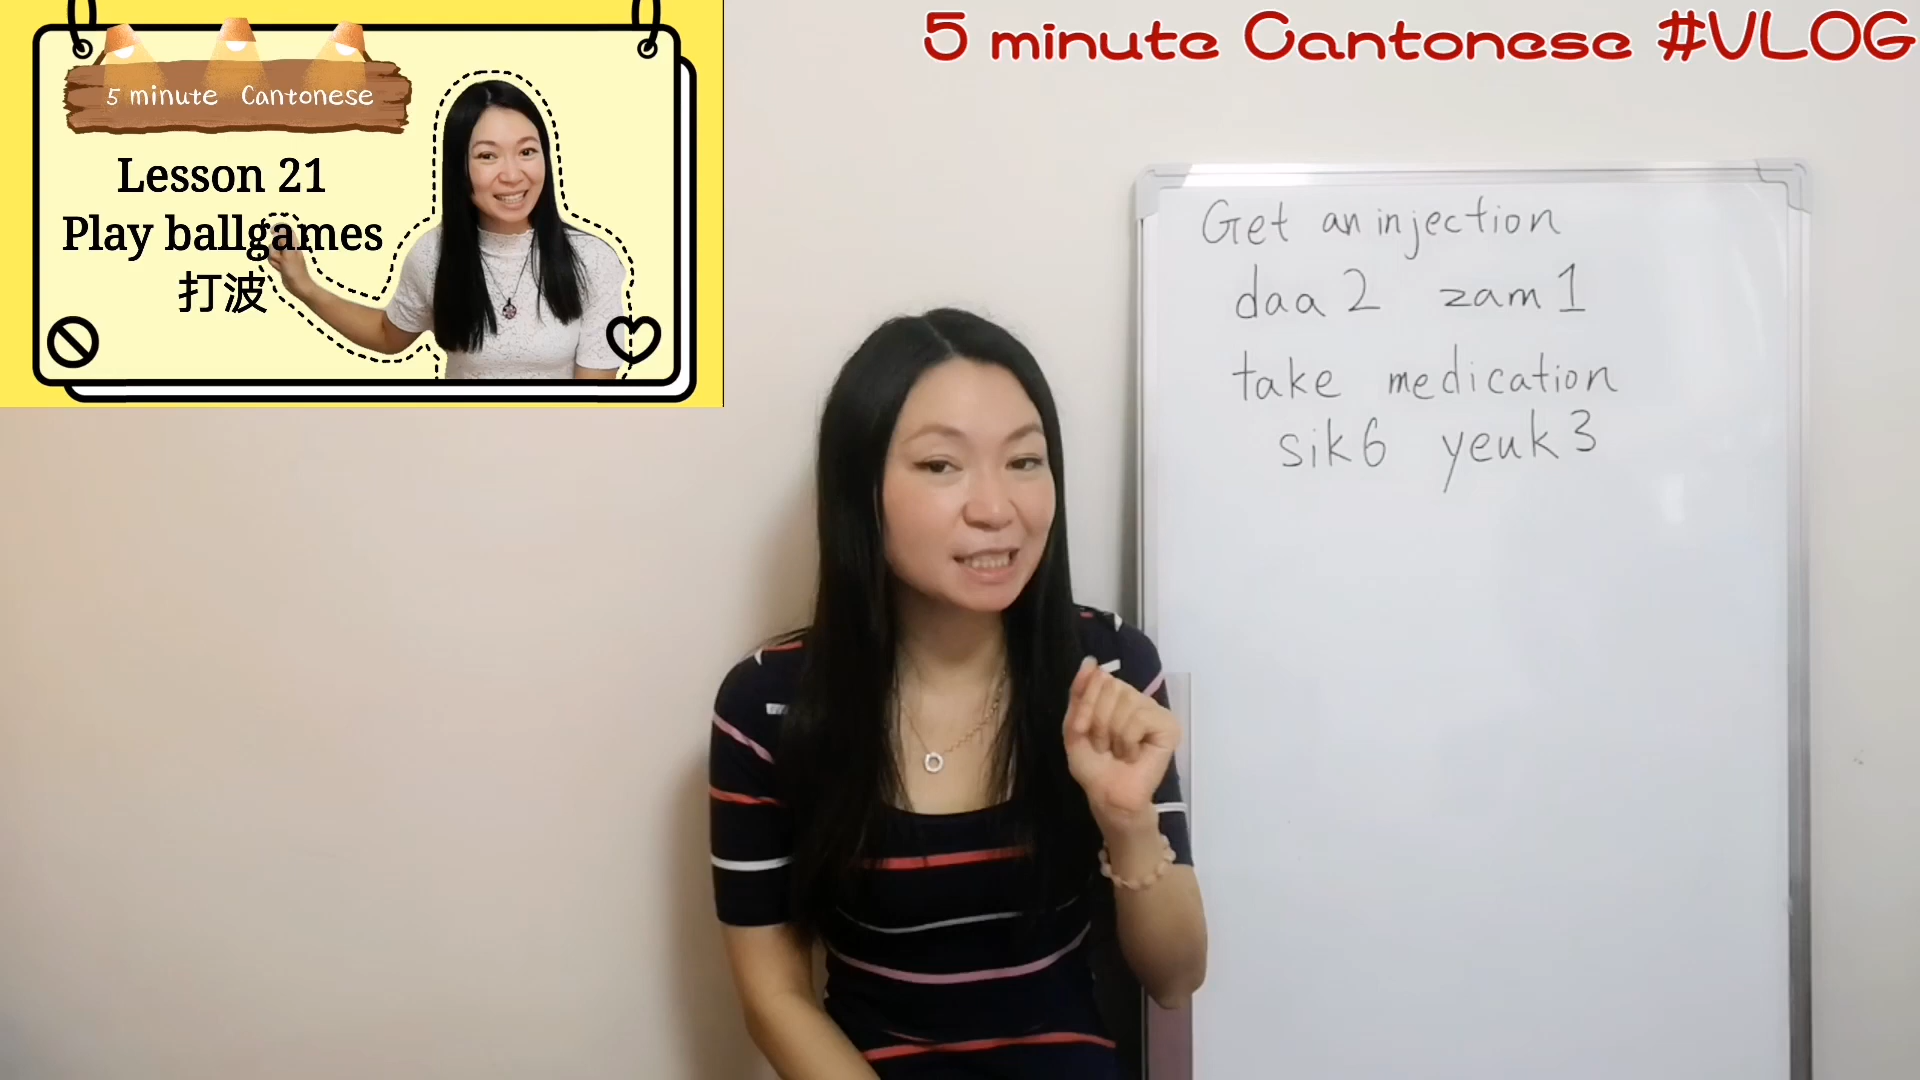 5 minute Cantonese #VLOG
5 minute Cantonese
Lesson 21
Play ballgames
打波
Get an injection
daa2 zam1
take medication
sik6 yeuk3